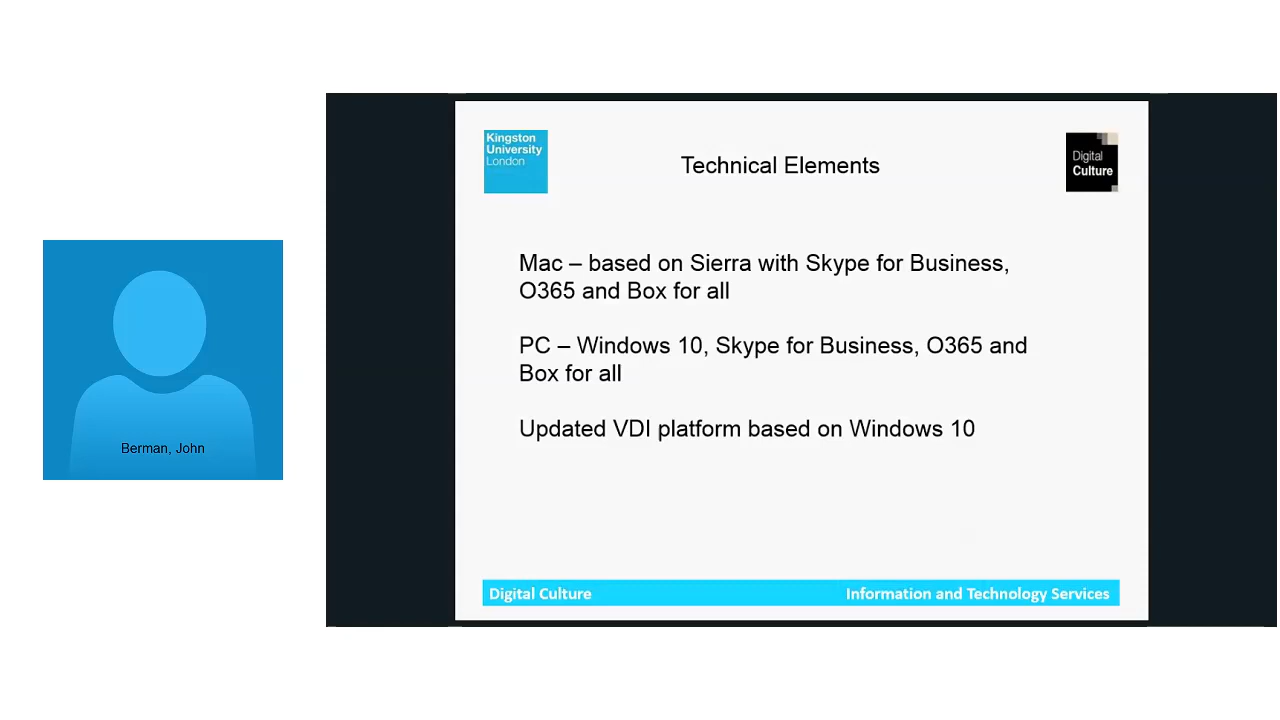 Kingston
University
London
Technical Elements
Digital
Culture
Mac – based on Sierra with Skype for Business,
O365 and Box for all
PC – Windows 10, Skype for Business, O365 and
Box for all
Updated VDI platform based on Windows 10
Berman, John
Digital Culture
Information and Technology Services